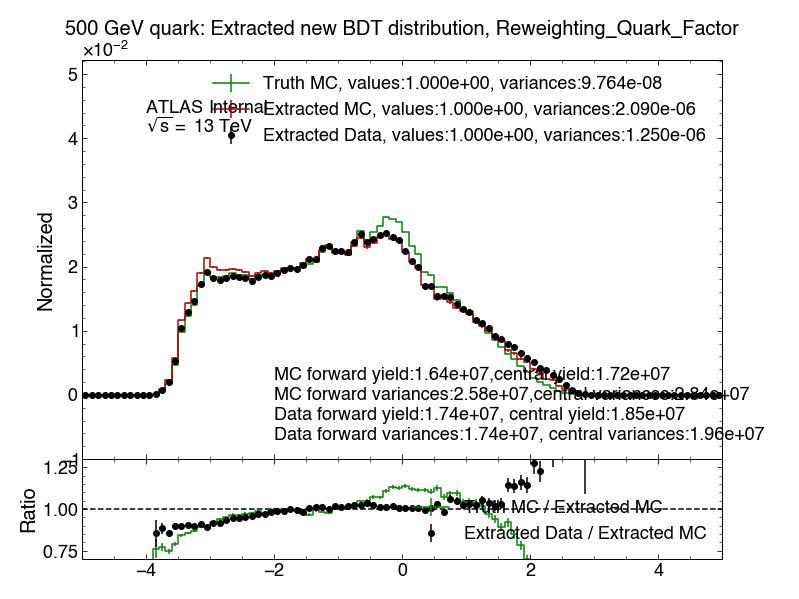 500 GeV quark: Extracted new BDT distribution, Reweighting_Quark_Factor
×10⁻²
Truth MC, values:1.000e+00, variances:9.764e-08
ATLAS Internal
Extracted MC, values:1.000e+00, variances:2.090e-06
√s = 13 TeV
Extracted Data, values:1.000e+00, variances:1.250e-06
5
4
3
2
1
0
−1
Normalized
MC forward yield:1.64e+07,central yield:1.72e+07
MC forward variances:2.58e+07,central variances:2.84e+07
Data forward yield:1.74e+07, central yield:1.85e+07
Data forward variances:1.74e+07, central variances:1.96e+07
1.25
1.00
0.75
Ratio
MC / Extracted MC
Extracted Data / Extracted MC
−4 −2 0 2 4